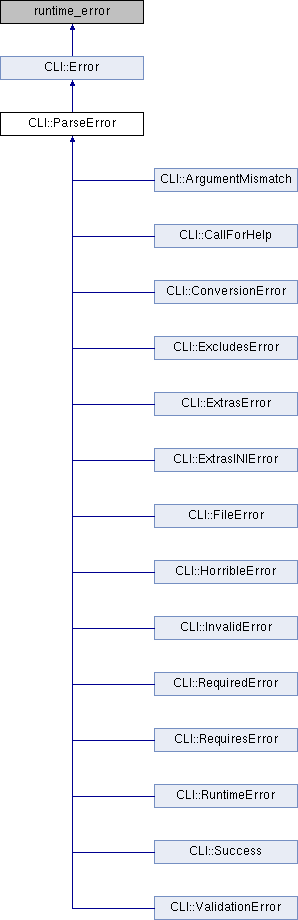 runtime_error
CLI::Error
CLI::ParseError
CLI::ArgumentMismatch
CLI::CallForHelp
CLI::ConversionError
CLI::ExcludesError
CLI::ExtrasError
CLI::ExtrasINIError
CLI::FileError
CLI::HorribleError
CLI::InvalidError
CLI::RequiredError
CLI::RequiresError
CLI::RuntimeError
CLI::Success
CLI::ValidationError